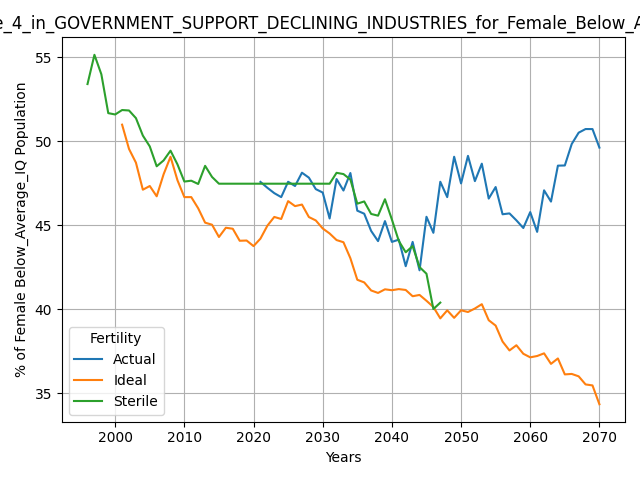 e_4_in_GOVERNMENT_SUPPORT_DECLINING_INDUSTRIES_for_Female_Below_A
% of Female Below_Average_IQ Population
55
50
45
40
35
Fertility
Actual
Ideal
Sterile
2000 2010 2020 2030 2040 2050 2060 2070
Years